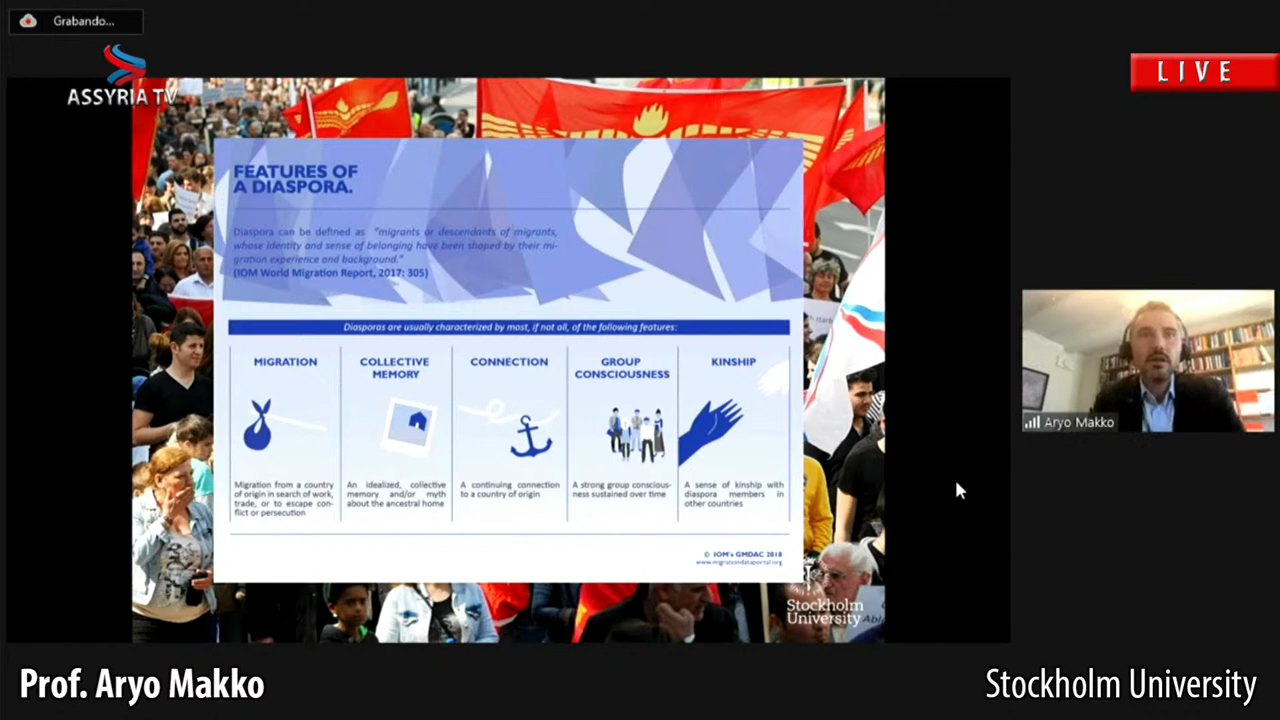 Grabando...
ASSYRIA TV
LIVE
FEATURES OF
A DIASPORA.
Diaspora can be defined as "migrants or descendants of migrants,
whose identity and sense of belonging have been shaped by their mi-
gration experience and background."
(IOM World Migration Report, 2017: 305)
Diasporas are usually characterized by most, if not all, of the following features:
MIGRATION
Migration from a country
of origin in search of work,
trade, or to escape con-
flict or persecution
COLLECTIVE
MEMORY
An idealized, collective
memory and/or myth
about the ancestral home
CONNECTION
A continuing connection
to a country of origin
GROUP
CONSCIOUSNESS
A strong group conscious-
ness sustained over time
KINSHIP
A sense of kinship with
diaspora members in
other countries
© IOM's GMDAC 2018
www.migrationdataportal.org
Stockholm
University
Aryo Makko
Prof. Aryo Makko
Stockholm University